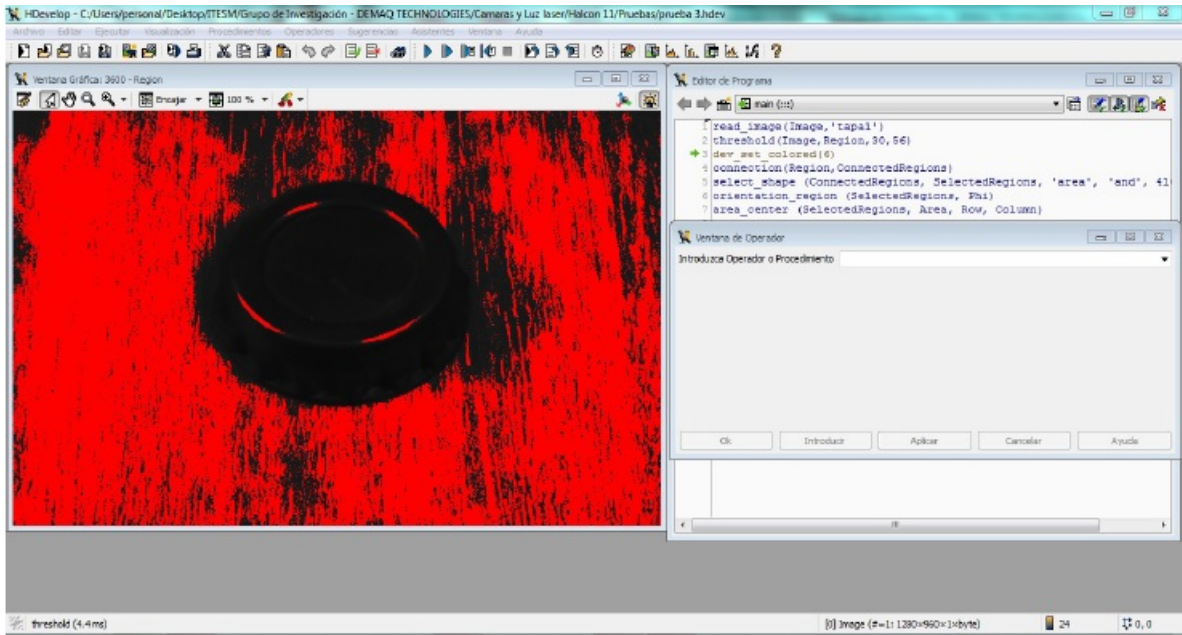 HDevelop - C:/Users/personal/Desktop/ITESM/Grupo de Investigación - DEMAQ TECHNOLOGIES/Camaras y Luz laser/Halcon 11/Pruebas/prueba 3.hdev
Archivo Editar Ejecutar Visualización Procedimientos Operadores Sugerencias Asistentes Ventana Ayuda
Ventana Gráfica: 3600 - Region
Encajar 100 %
Editor de Programa
main (:::)
1 read_image(Image,'tapa1')
2 threshold(Image,Region,30,56)
3 dev_set_colored(6)
4 connection(Region,ConnectedRegions)
5 select_shape (ConnectedRegions, SelectedRegions, 'area', 'and', 41
6 orientation_region (SelectedRegions, Phi)
7 area_center (SelectedRegions, Area, Row, Column)
Ventana de Operador
Introduzca Operador o Procedimiento
Ok Introducir Aplicar Cancelar Ayuda
threshold (4.4 ms) [0] Image (#=1: 1280×960×1×byte) 24 0, 0